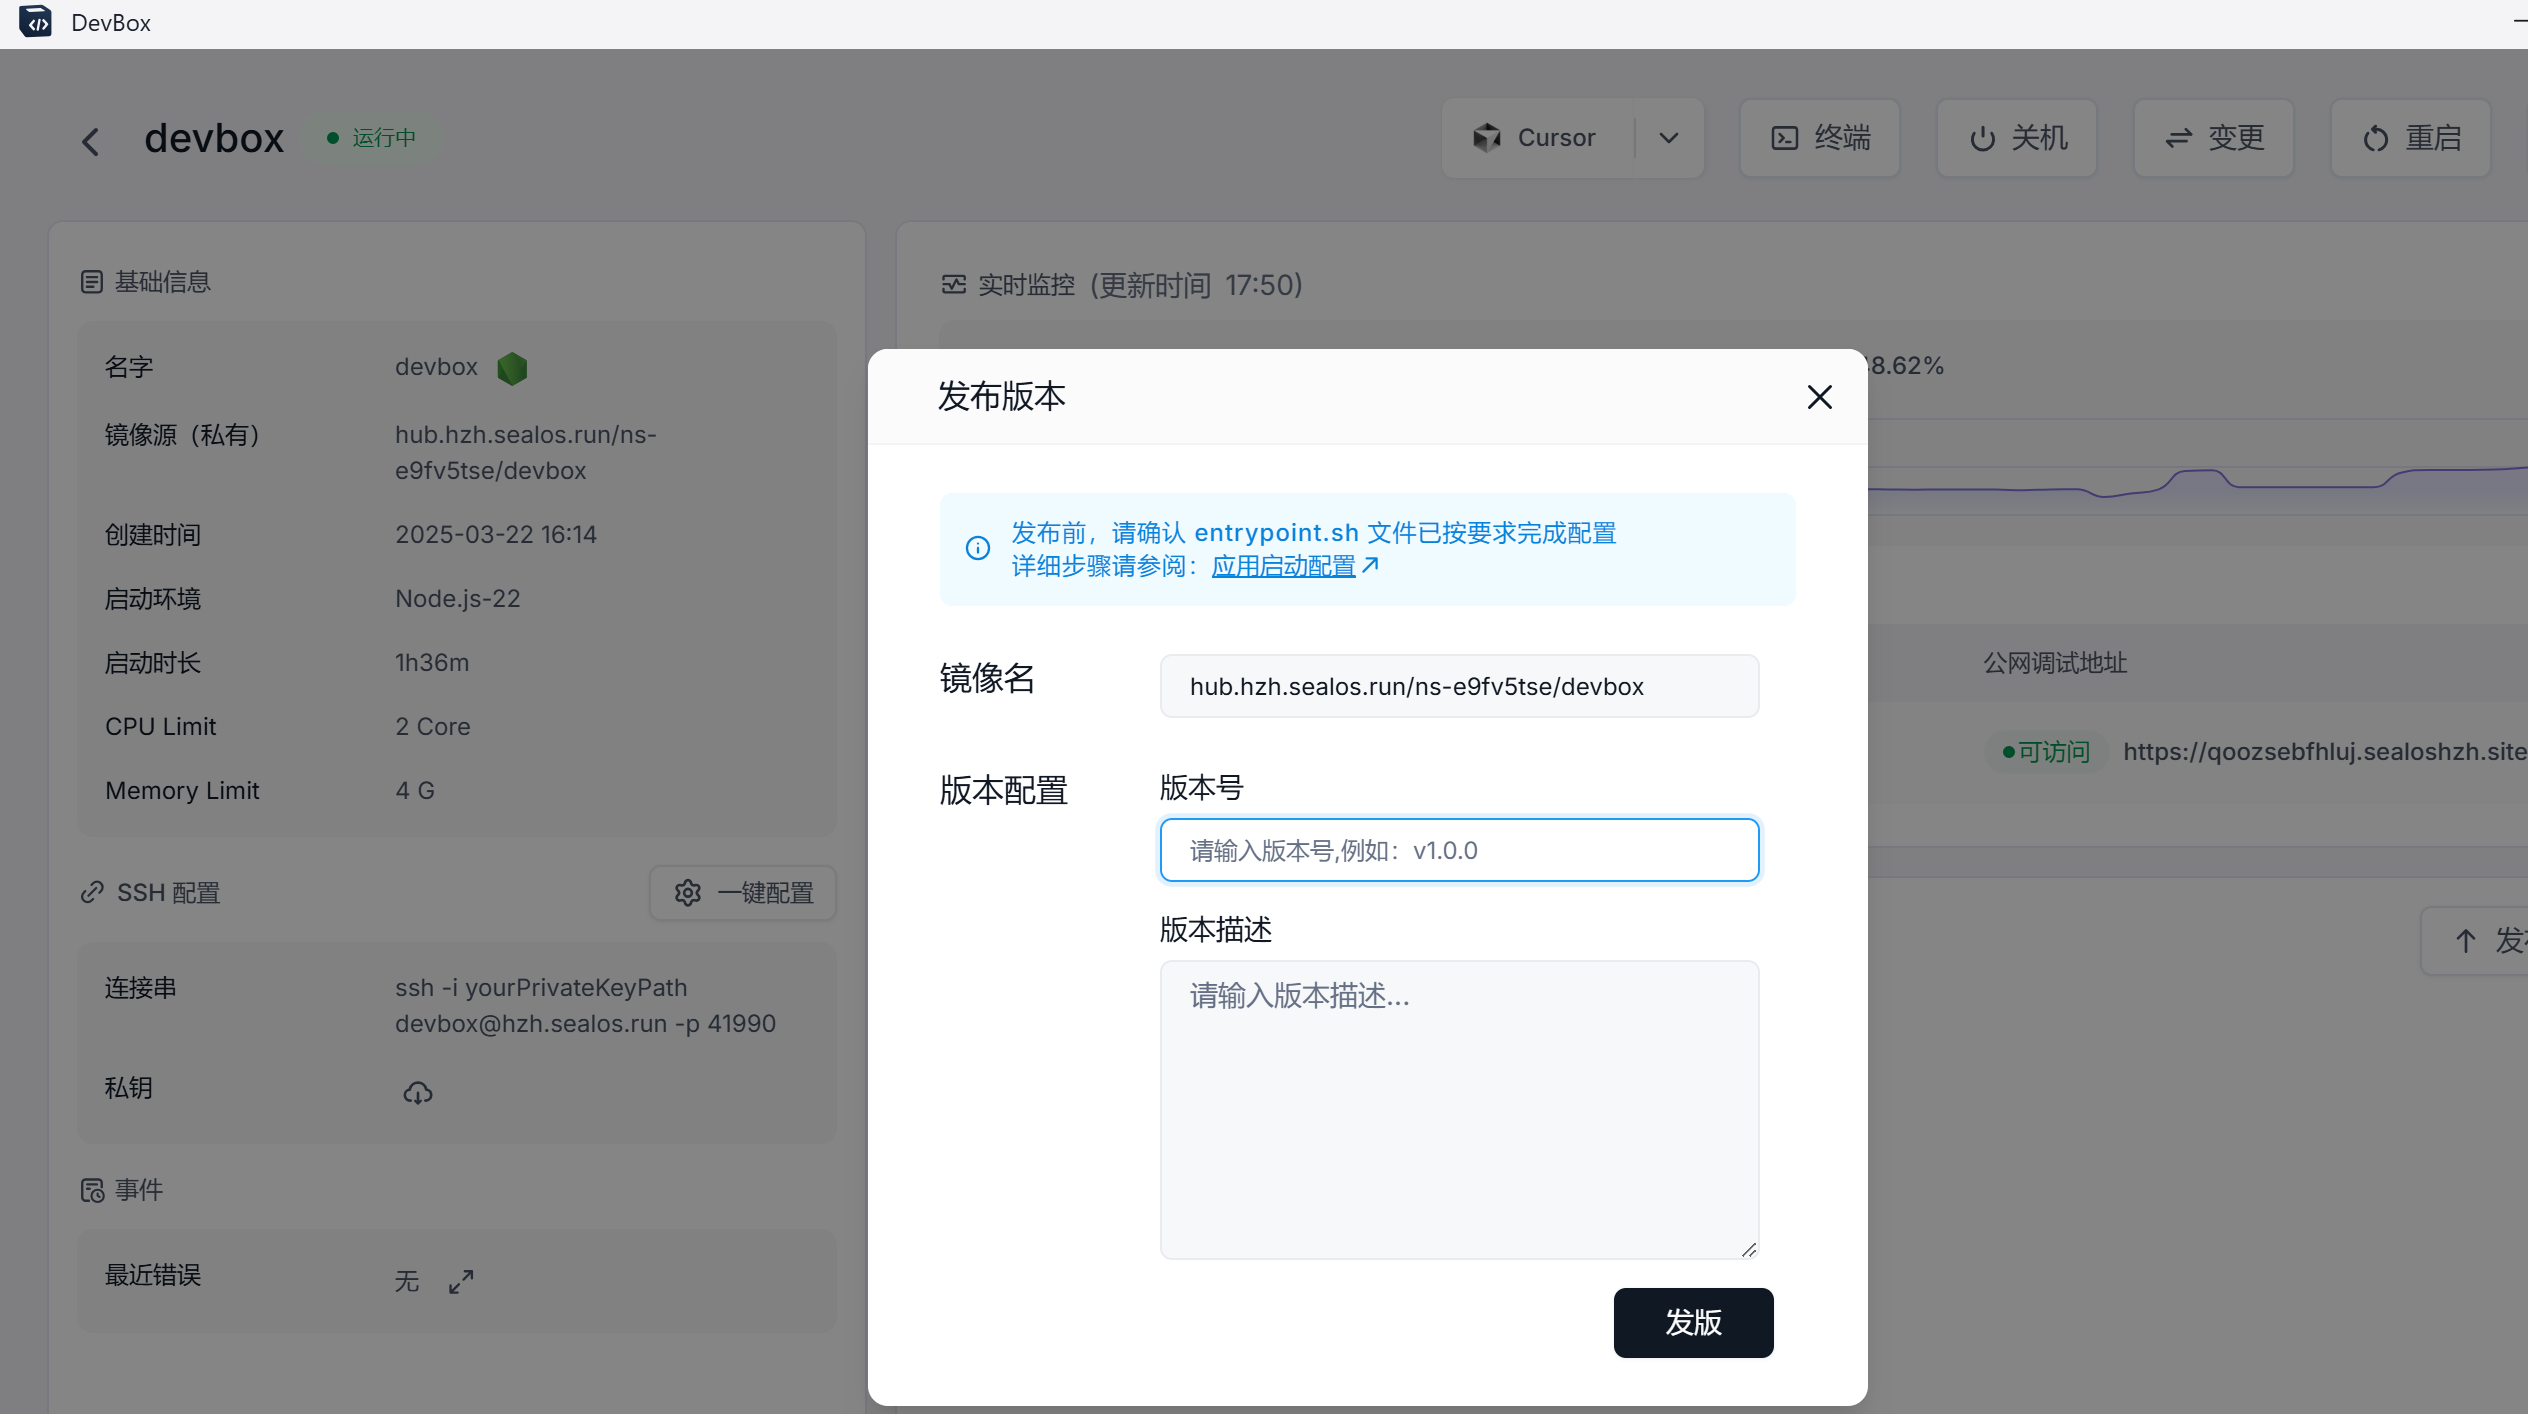 DevBox
devbox
运行中
Cursor
终端
关机
变更
重启
基础信息
名字
devbox
镜像源（私有）
hub.hzh.sealos.run/ns-
e9fv5tse/devbox
创建时间
2025-03-22 16:14
启动环境
Node.js-22
启动时长
1h36m
CPU Limit
2 Core
Memory Limit
4 G
SSH 配置
一键配置
连接串
ssh -i yourPrivateKeyPath
devbox@hzh.sealos.run -p 41990
私钥
事件
最近错误
无
实时监控 (更新时间 17:50)
8.62%
公网调试地址
可访问
https://qoozsebfhluj.sealoshzh.site
发布版本
发布前，请确认 entrypoint.sh 文件已按要求完成配置
详细步骤请参阅：应用启动配置
镜像名
hub.hzh.sealos.run/ns-e9fv5tse/devbox
版本配置
版本号
请输入版本号,例如：v1.0.0
版本描述
请输入版本描述...
发版